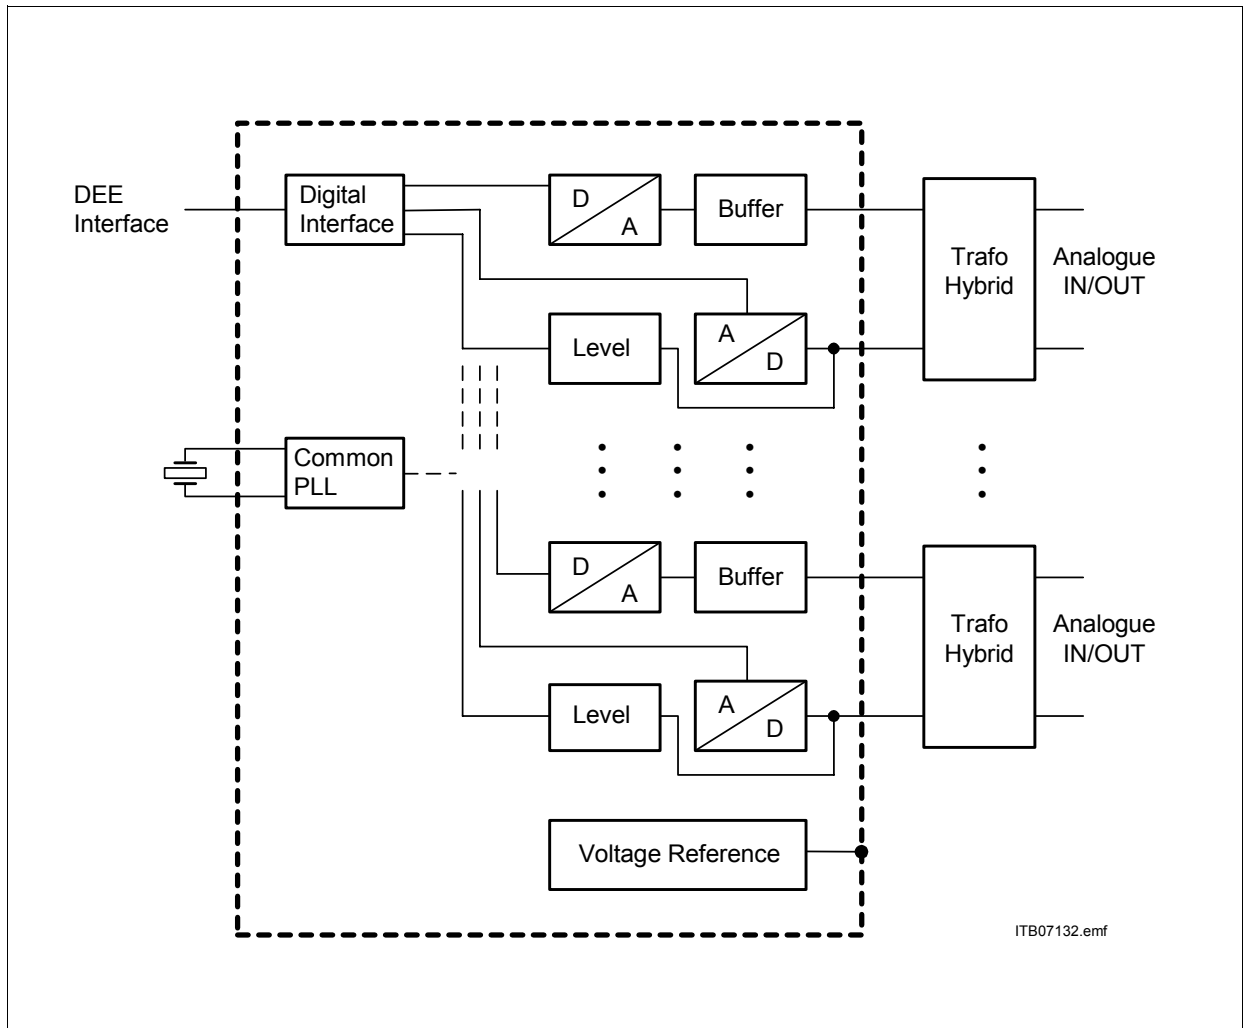 DEE
Interface
Digital
Interface
D
A
Buffer
Trafo
Hybrid
Analogue
IN/OUT
Level
A
D
Common
PLL
D
A
Buffer
Trafo
Hybrid
Analogue
IN/OUT
Level
A
D
Voltage Reference
ITB07132.emf